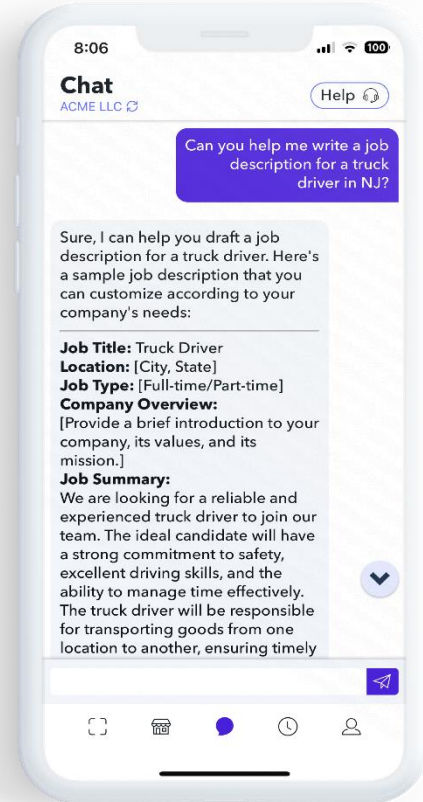 8:06
100
Chat
Help
ACME LLC
Can you help me write a job
description for a truck
driver in NJ?
Sure, I can help you draft a job
description for a truck driver. Here's
a sample job description that you
can customize according to your
company's needs:
Job Title: Truck Driver
Location: [City, State]
Job Type: [Full-time/Part-time]
Company Overview:
[Provide a brief introduction to your
company, its values, and its
mission.]
Job Summary:
We are looking for a reliable and
experienced truck driver to join our
team. The ideal candidate will have
a strong commitment to safety,
excellent driving skills, and the
ability to manage time effectively.
The truck driver will be responsible
for transporting goods from one
location to another, ensuring timely